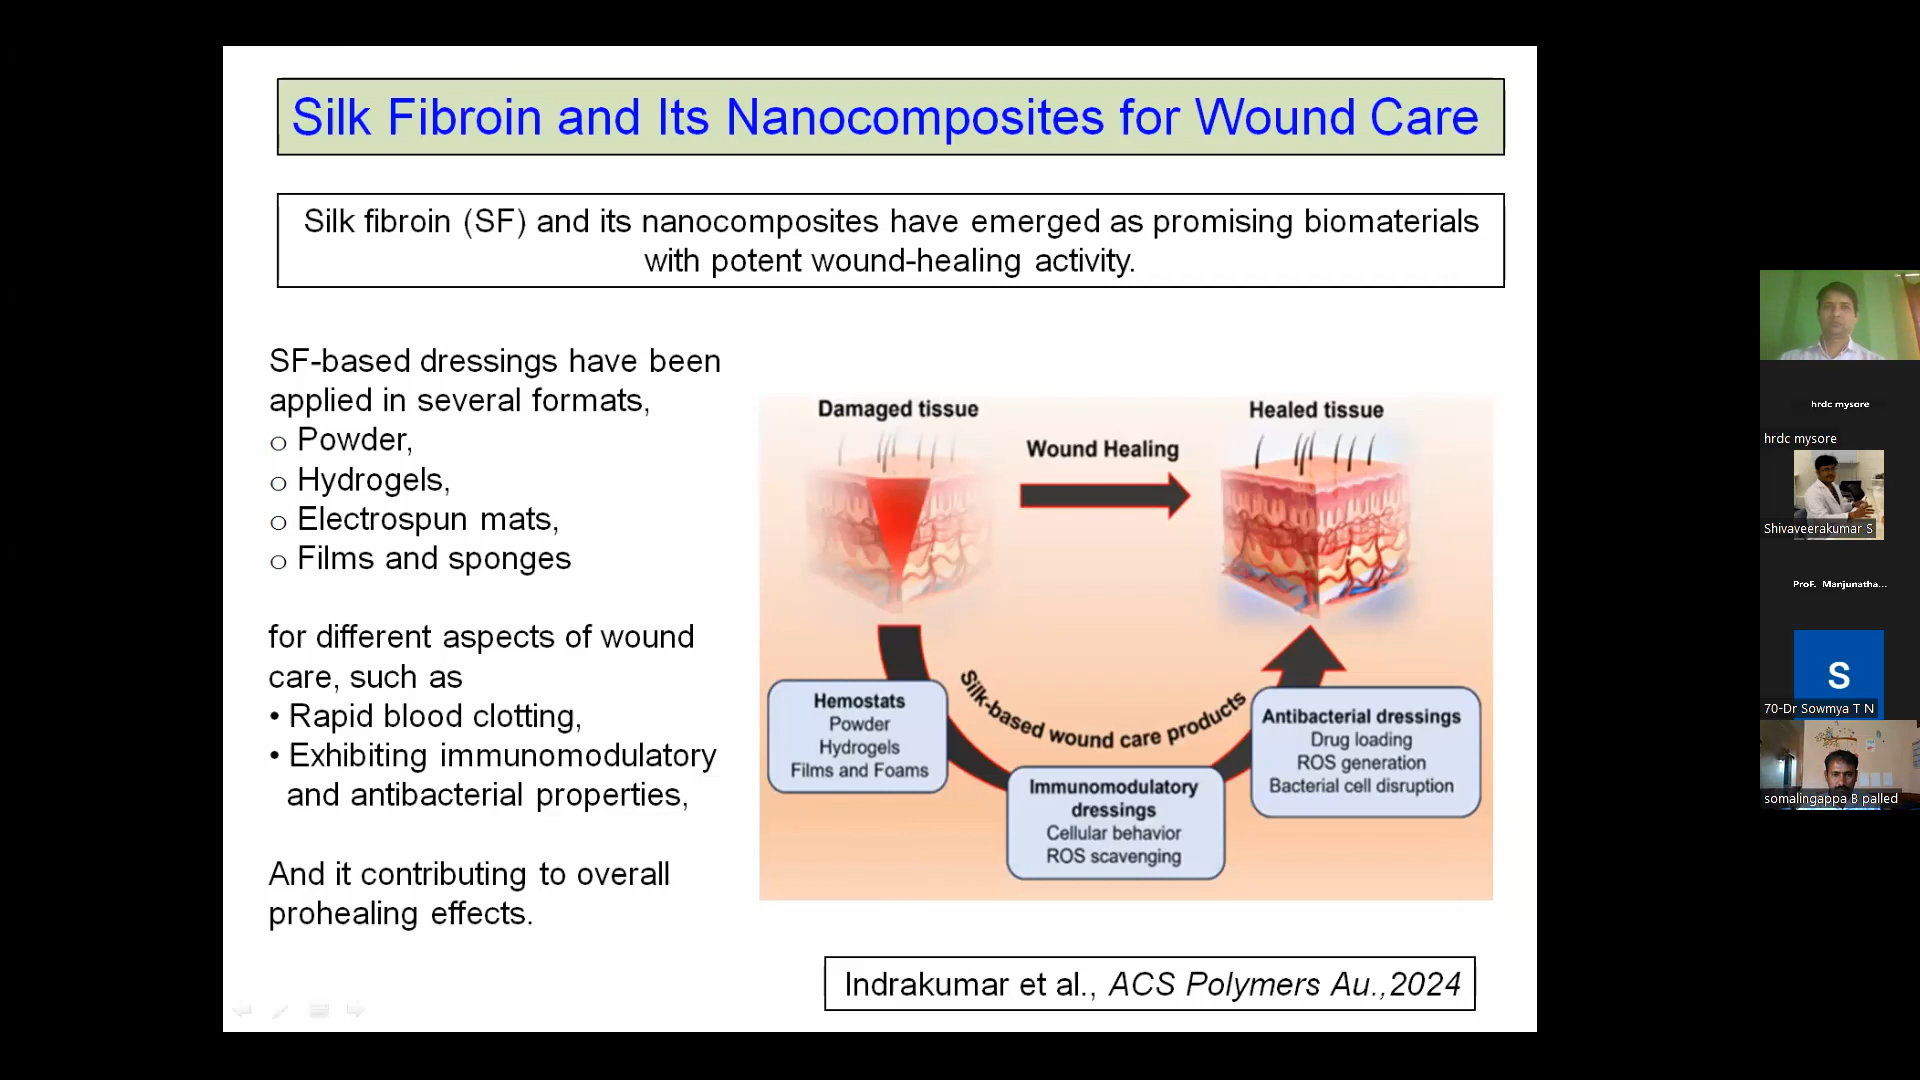 Silk Fibroin and Its Nanocomposites for Wound Care
Silk fibroin (SF) and its nanocomposites have emerged as promising biomaterials
with potent wound-healing activity.
SF-based dressings have been
applied in several formats,
o Powder,
o Hydrogels,
o Electrospun mats,
o Films and sponges
for different aspects of wound
care, such as
• Rapid blood clotting,
• Exhibiting immunomodulatory
and antibacterial properties,
And it contributing to overall
prohealing effects.
Damaged tissue
Wound Healing
Healed tissue
Silk-based wound care products
Hemostats
Powder
Hydrogels
Films and Foams
Immunomodulatory
dressings
Cellular behavior
ROS scavenging
Antibacterial dressings
Drug loading
ROS generation
Bacterial cell disruption
Indrakumar et al., ACS Polymers Au.,2024
hrdc mysore
hrdc mysore
Shivaveerakumar S
ProF. Manjunatha...
S
70-Dr Sowmya T N
somalingappa B palled